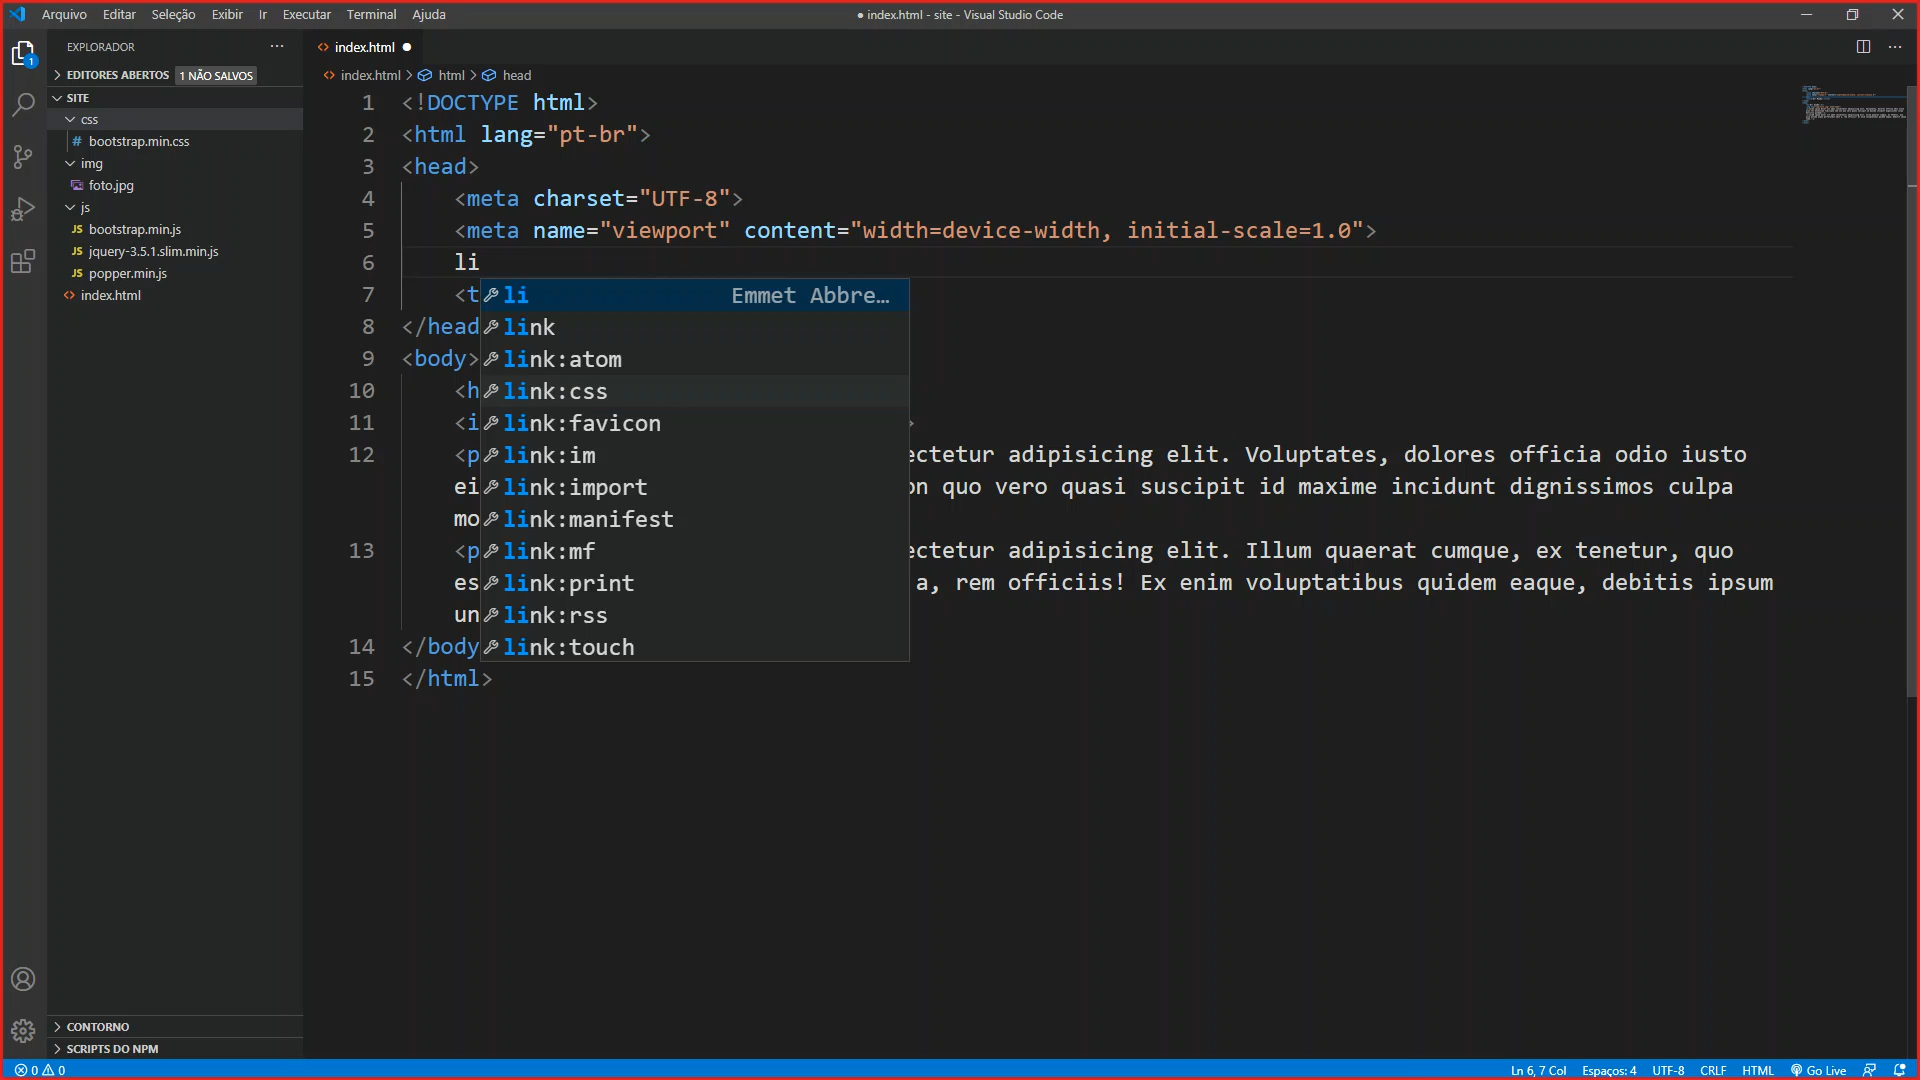 Arquivo Editar Seleção Exibir Ir Executar Terminal Ajuda
● index.html - site - Visual Studio Code
EXPLORADOR ···
index.html ●
1
EDITORES ABERTOS 1 NÃO SALVOS
index.html > html > head
SITE
css
bootstrap.min.css
img
foto.jpg
js
JS bootstrap.min.js
JS jquery-3.5.1.slim.min.js
JS popper.min.js
index.html
1 <!DOCTYPE html>
2 <html lang="pt-br">
3 <head>
4 <meta charset="UTF-8">
5 <meta name="viewport" content="width=device-width, initial-scale=1.0">
6 li
7 <t
8 </head
9 <body>
10 <h
11 <i >
12 <p ectetur adipisicing elit. Voluptates, dolores officia odio iusto
ei on quo vero quasi suscipit id maxime incidunt dignissimos culpa
mo
13 <p ectetur adipisicing elit. Illum quaerat cumque, ex tenetur, quo
es a, rem officiis! Ex enim voluptatibus quidem eaque, debitis ipsum
un
14 </body
15 </html>
li Emmet Abbre…
link
link:atom
link:css
link:favicon
link:im
link:import
link:manifest
link:mf
link:print
link:rss
link:touch
CONTORNO
SCRIPTS DO NPM
0 0
Ln 6, 7 Col Espaços: 4 UTF-8 CRLF HTML Go Live